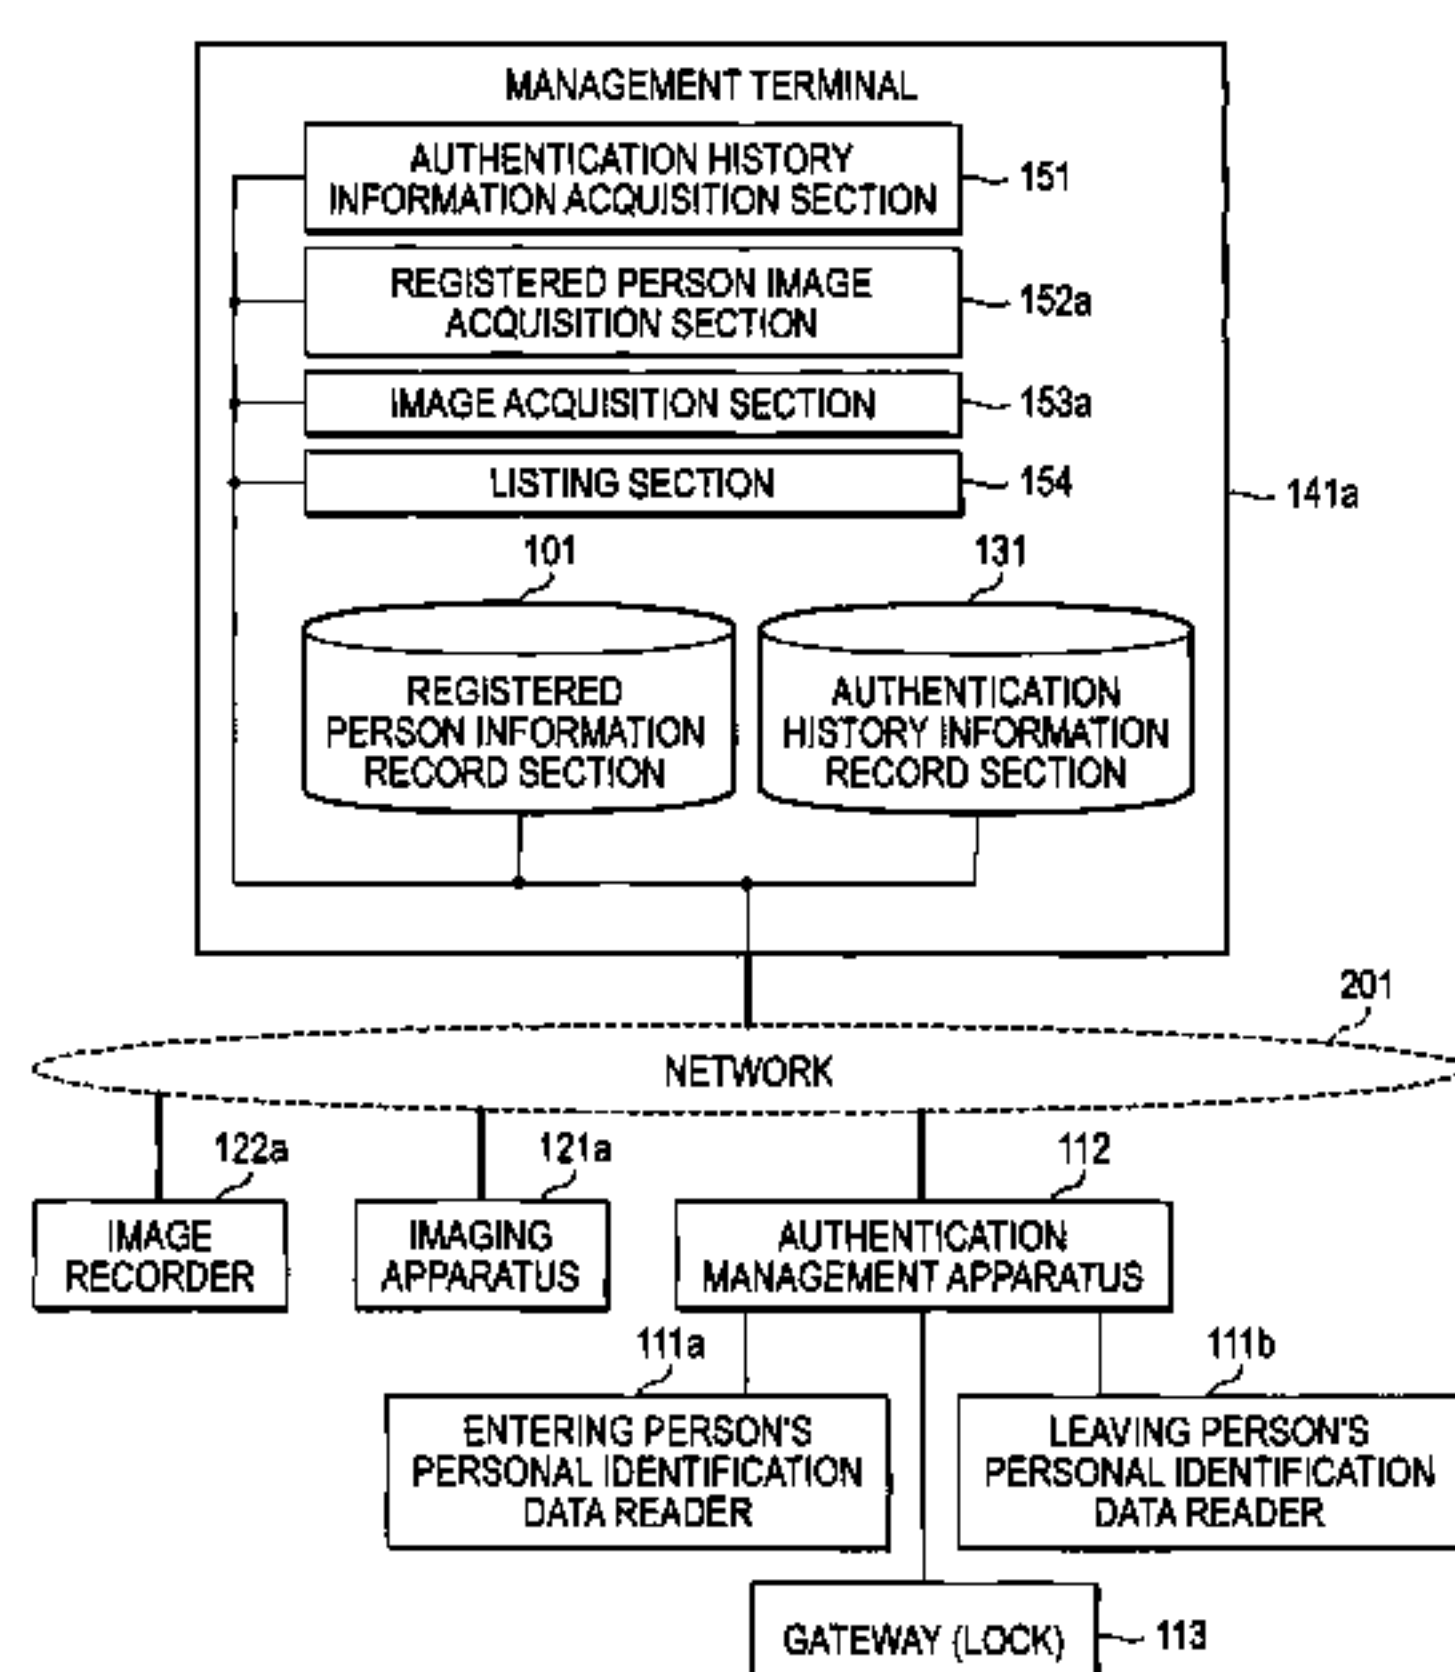 MANAGEMENT TERMINAL
AUTHENTICATION HISTORY
INFORMATION ACQUISITION SECTION
151
REGISTERED PERSON IMAGE
ACQUISITION SECTION
152a
IMAGE ACQUISITION SECTION
153a
LISTING SECTION
154
141a
101
131
REGISTERED
PERSON INFORMATION
RECORD SECTION
AUTHENTICATION
HISTORY INFORMATION
RECORD SECTION
201
NETWORK
122a
121a
112
IMAGE
RECORDER
IMAGING
APPARATUS
AUTHENTICATION
MANAGEMENT APPARATUS
111a
111b
ENTERING PERSON'S
PERSONAL IDENTIFICATION
DATA READER
LEAVING PERSON'S
PERSONAL IDENTIFICATION
DATA READER
GATEWAY (LOCK)
113